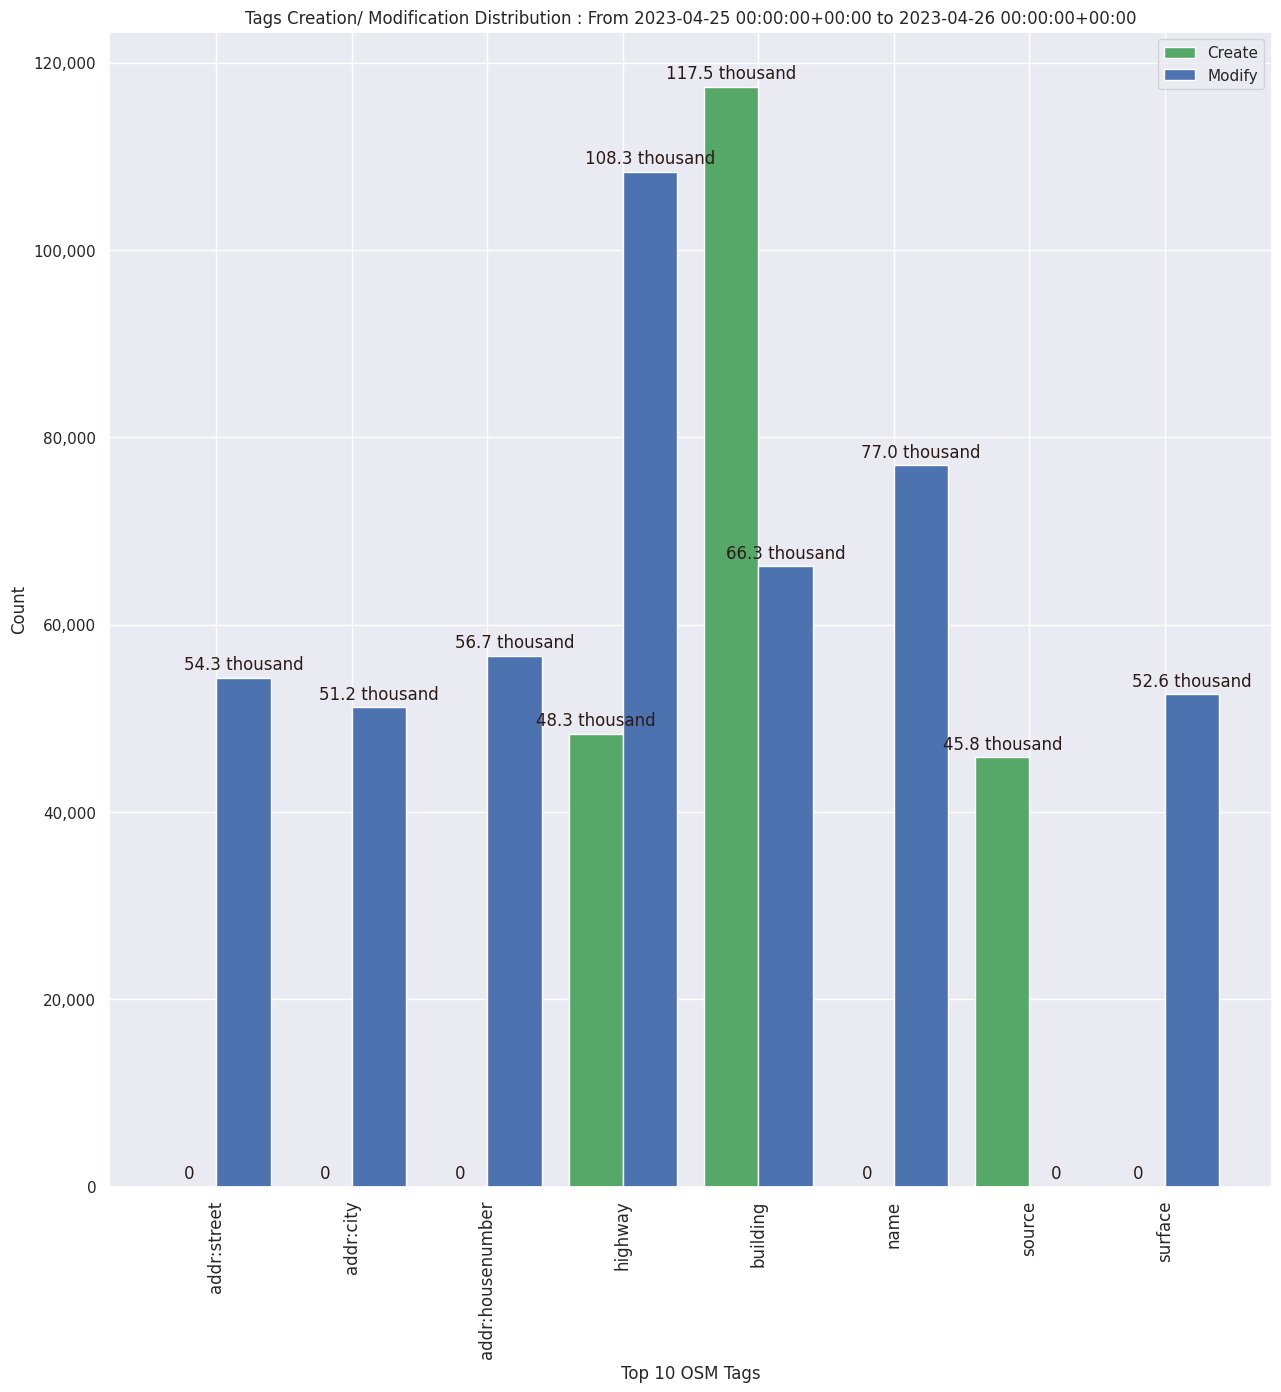 Tags Creation/ Modification Distribution : From 2023-04-25 00:00:00+00:00 to 2023-04-26 00:00:00+00:00
Create
Modify
120,000
100,000
80,000
60,000
40,000
20,000
0
Count
0
54.3 thousand
0
51.2 thousand
0
56.7 thousand
48.3 thousand
108.3 thousand
117.5 thousand
66.3 thousand
0
77.0 thousand
45.8 thousand
0
0
52.6 thousand
addr:street
addr:city
addr:housenumber
highway
building
name
source
surface
Top 10 OSM Tags